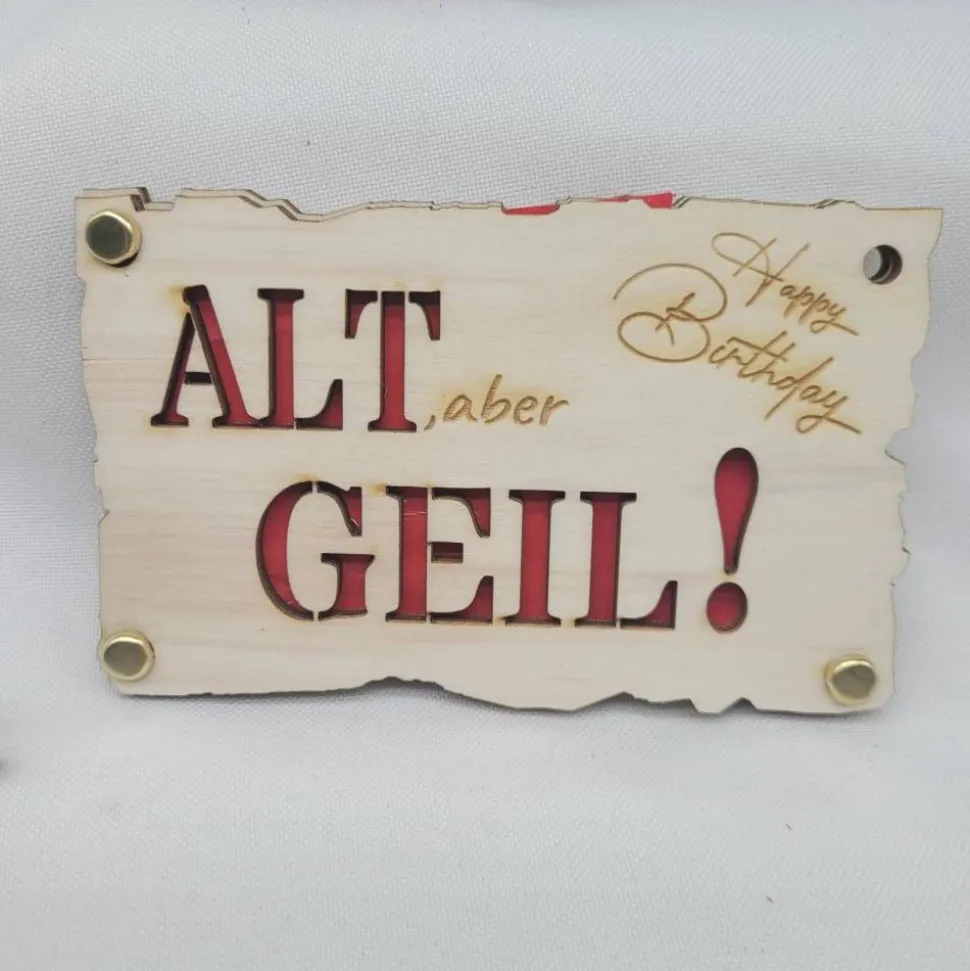 ALT, aber
GEIL!
Happy
Birthday